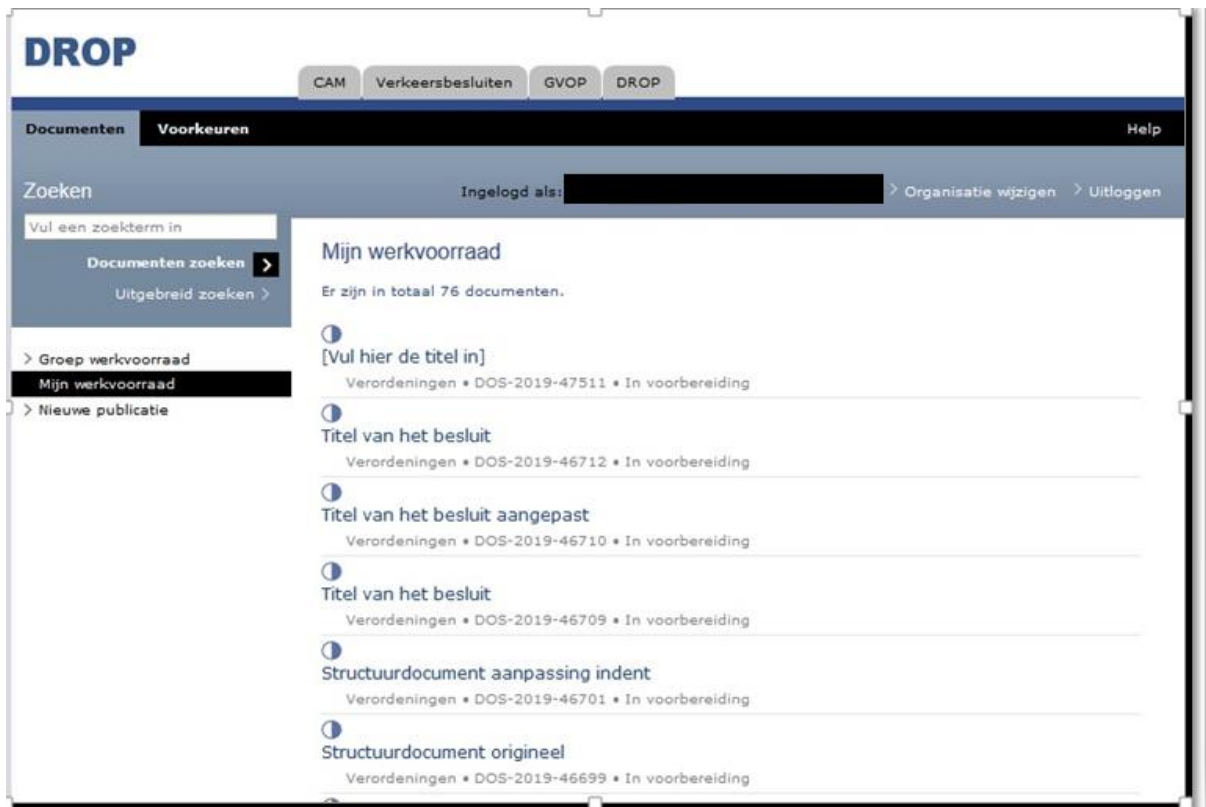 DROP
CAM Verkeersbesluiten GVOP DROP
Documenten Voorkeuren Help
Zoeken
Ingelogd als: > Organisatie wijzigen > Uitloggen
Vul een zoekterm in
Documenten zoeken >
Uitgebreid zoeken >
> Groep werkvoorraad
Mijn werkvoorraad
> Nieuwe publicatie
Mijn werkvoorraad
Er zijn in totaal 76 documenten.
[Vul hier de titel in]
Verordeningen • DOS-2019-47511 • In voorbereiding
Titel van het besluit
Verordeningen • DOS-2019-46712 • In voorbereiding
Titel van het besluit aangepast
Verordeningen • DOS-2019-46710 • In voorbereiding
Titel van het besluit
Verordeningen • DOS-2019-46709 • In voorbereiding
Structuurdocument aanpassing indent
Verordeningen • DOS-2019-46701 • In voorbereiding
Structuurdocument origineel
Verordeningen • DOS-2019-46699 • In voorbereiding